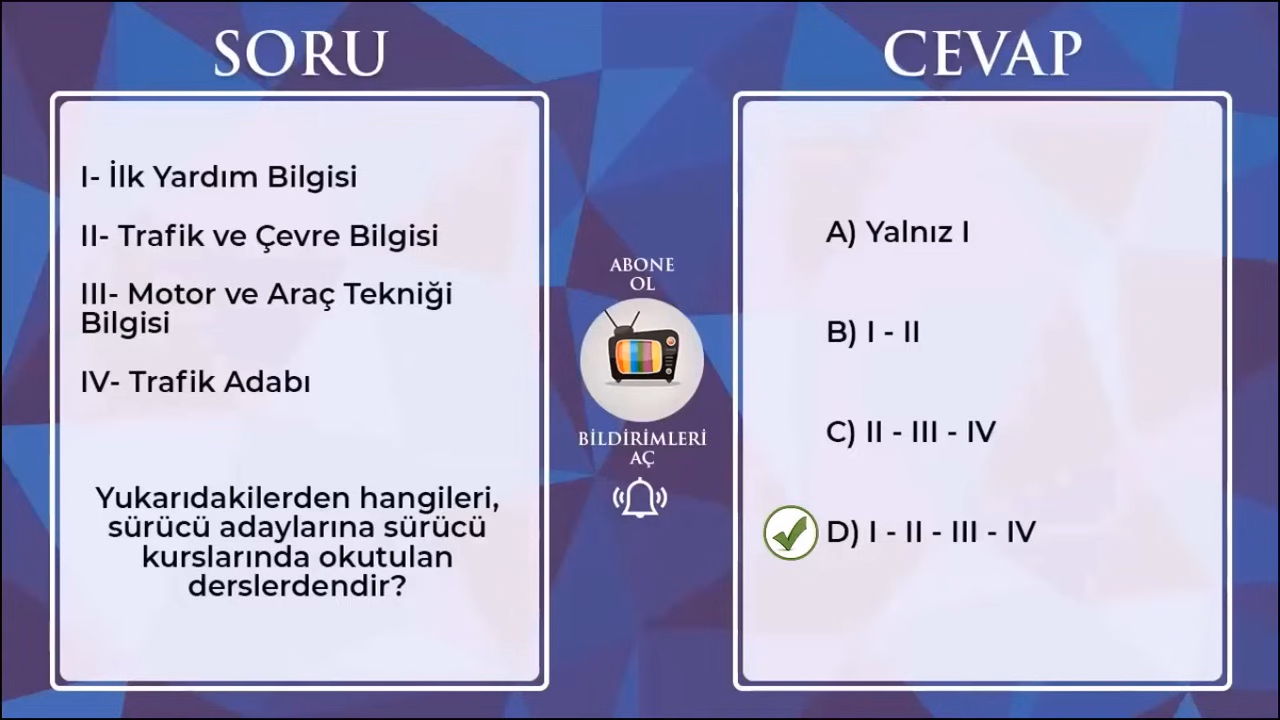 SORU
I- İlk Yardım Bilgisi
II- Trafik ve Çevre Bilgisi
III- Motor ve Araç Tekniği
Bilgisi
IV- Trafik Adabı
Yukarıdakilerden hangileri,
sürücü adaylarına sürücü
kurslarında okutulan
derslerdendir?
ABONE
OL
BİLDİRİMLERİ
AÇ
CEVAP
A) Yalnız I
B) I - II
C) II - III - IV
D) I - II - III - IV